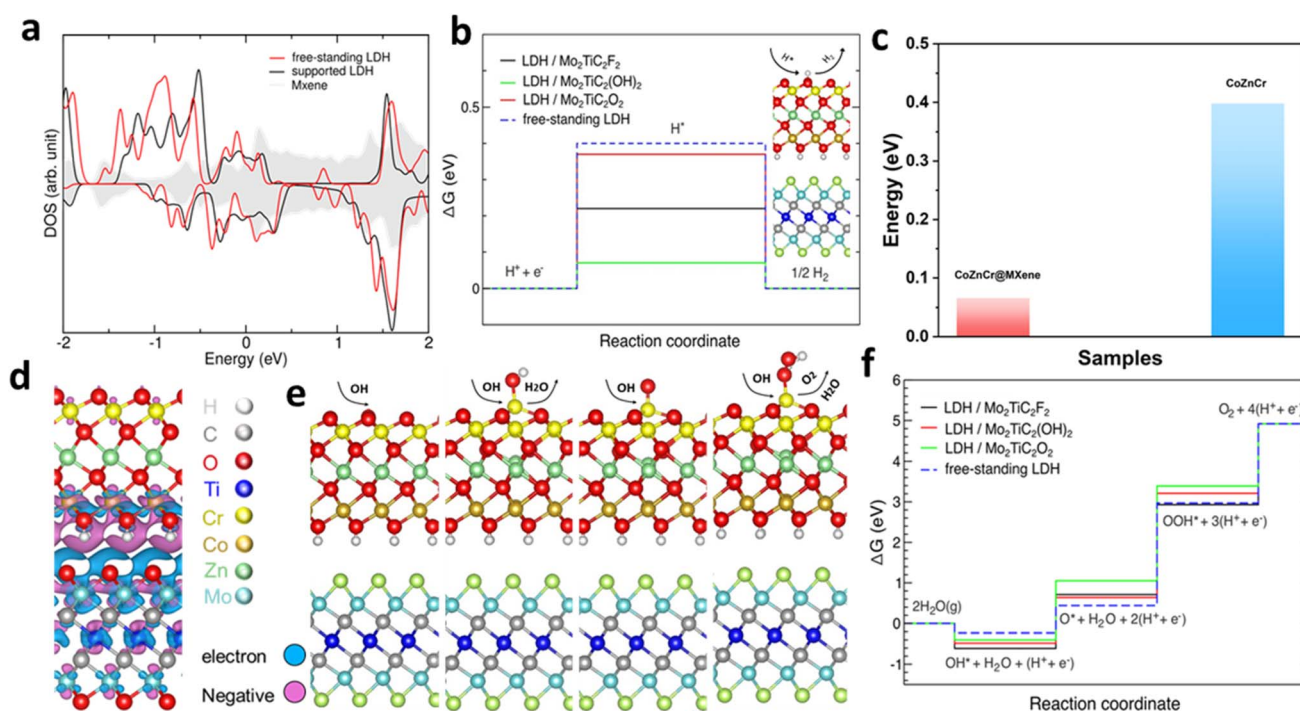 a
free-standing LDH
supported LDH
Mxene
DOS (arb. unit)
-2
-1
0
1
2
Energy (eV)
b
LDH / Mo₂TiC₂F₂
LDH / Mo₂TiC₂(OH)₂
LDH / Mo₂TiC₂O₂
free-standing LDH
H*
H₂
H*
0.5
0
ΔG (eV)
H⁺ + e⁻
1/2 H₂
Reaction coordinate
c
0.5
0.4
0.3
0.2
0.1
0.0
Energy (eV)
CoZnCr@MXene
CoZnCr
Samples
d
H
C
O
Ti
Cr
Co
Zn
Mo
electron
Negative
e
OH
OH
H₂O
OH
OH
O₂
H₂O
f
6
5
4
3
2
1
0
-1
ΔG (eV)
LDH / Mo₂TiC₂F₂
LDH / Mo₂TiC₂(OH)₂
LDH / Mo₂TiC₂O₂
free-standing LDH
O₂ + 4(H⁺ + e⁻)
OOH* + 3(H⁺ + e⁻)
2H₂O(g)
O* + H₂O + 2(H⁺ + e⁻)
OH* + H₂O + (H⁺ + e⁻)
Reaction coordinate